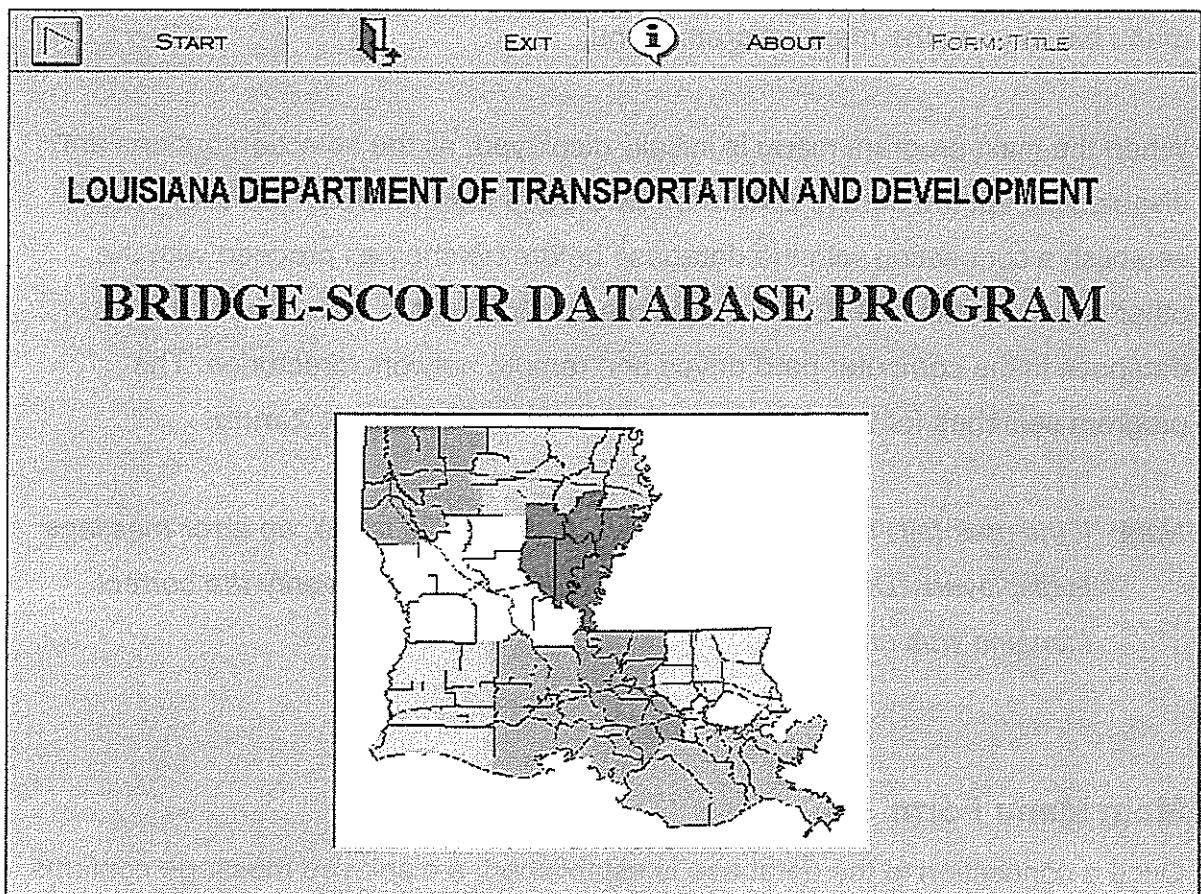 START EXIT ABOUT FORM: TITLE
LOUISIANA DEPARTMENT OF TRANSPORTATION AND DEVELOPMENT
BRIDGE-SCOUR DATABASE PROGRAM